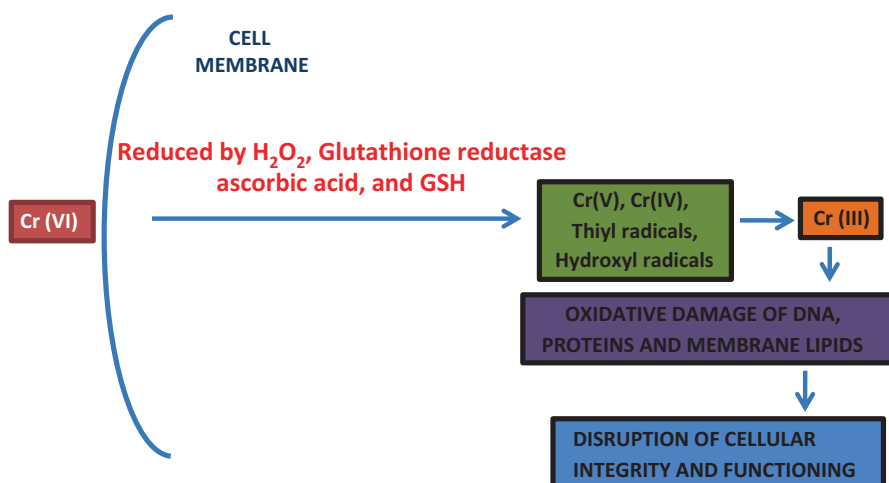 CELL
MEMBRANE
Reduced by H₂O₂, Glutathione reductase
ascorbic acid, and GSH
Cr (VI)
Cr(V), Cr(IV),
Thiyl radicals,
Hydroxyl radicals
Cr (III)
OXIDATIVE DAMAGE OF DNA,
PROTEINS AND MEMBRANE LIPIDS
DISRUPTION OF CELLULAR
INTEGRITY AND FUNCTIONING